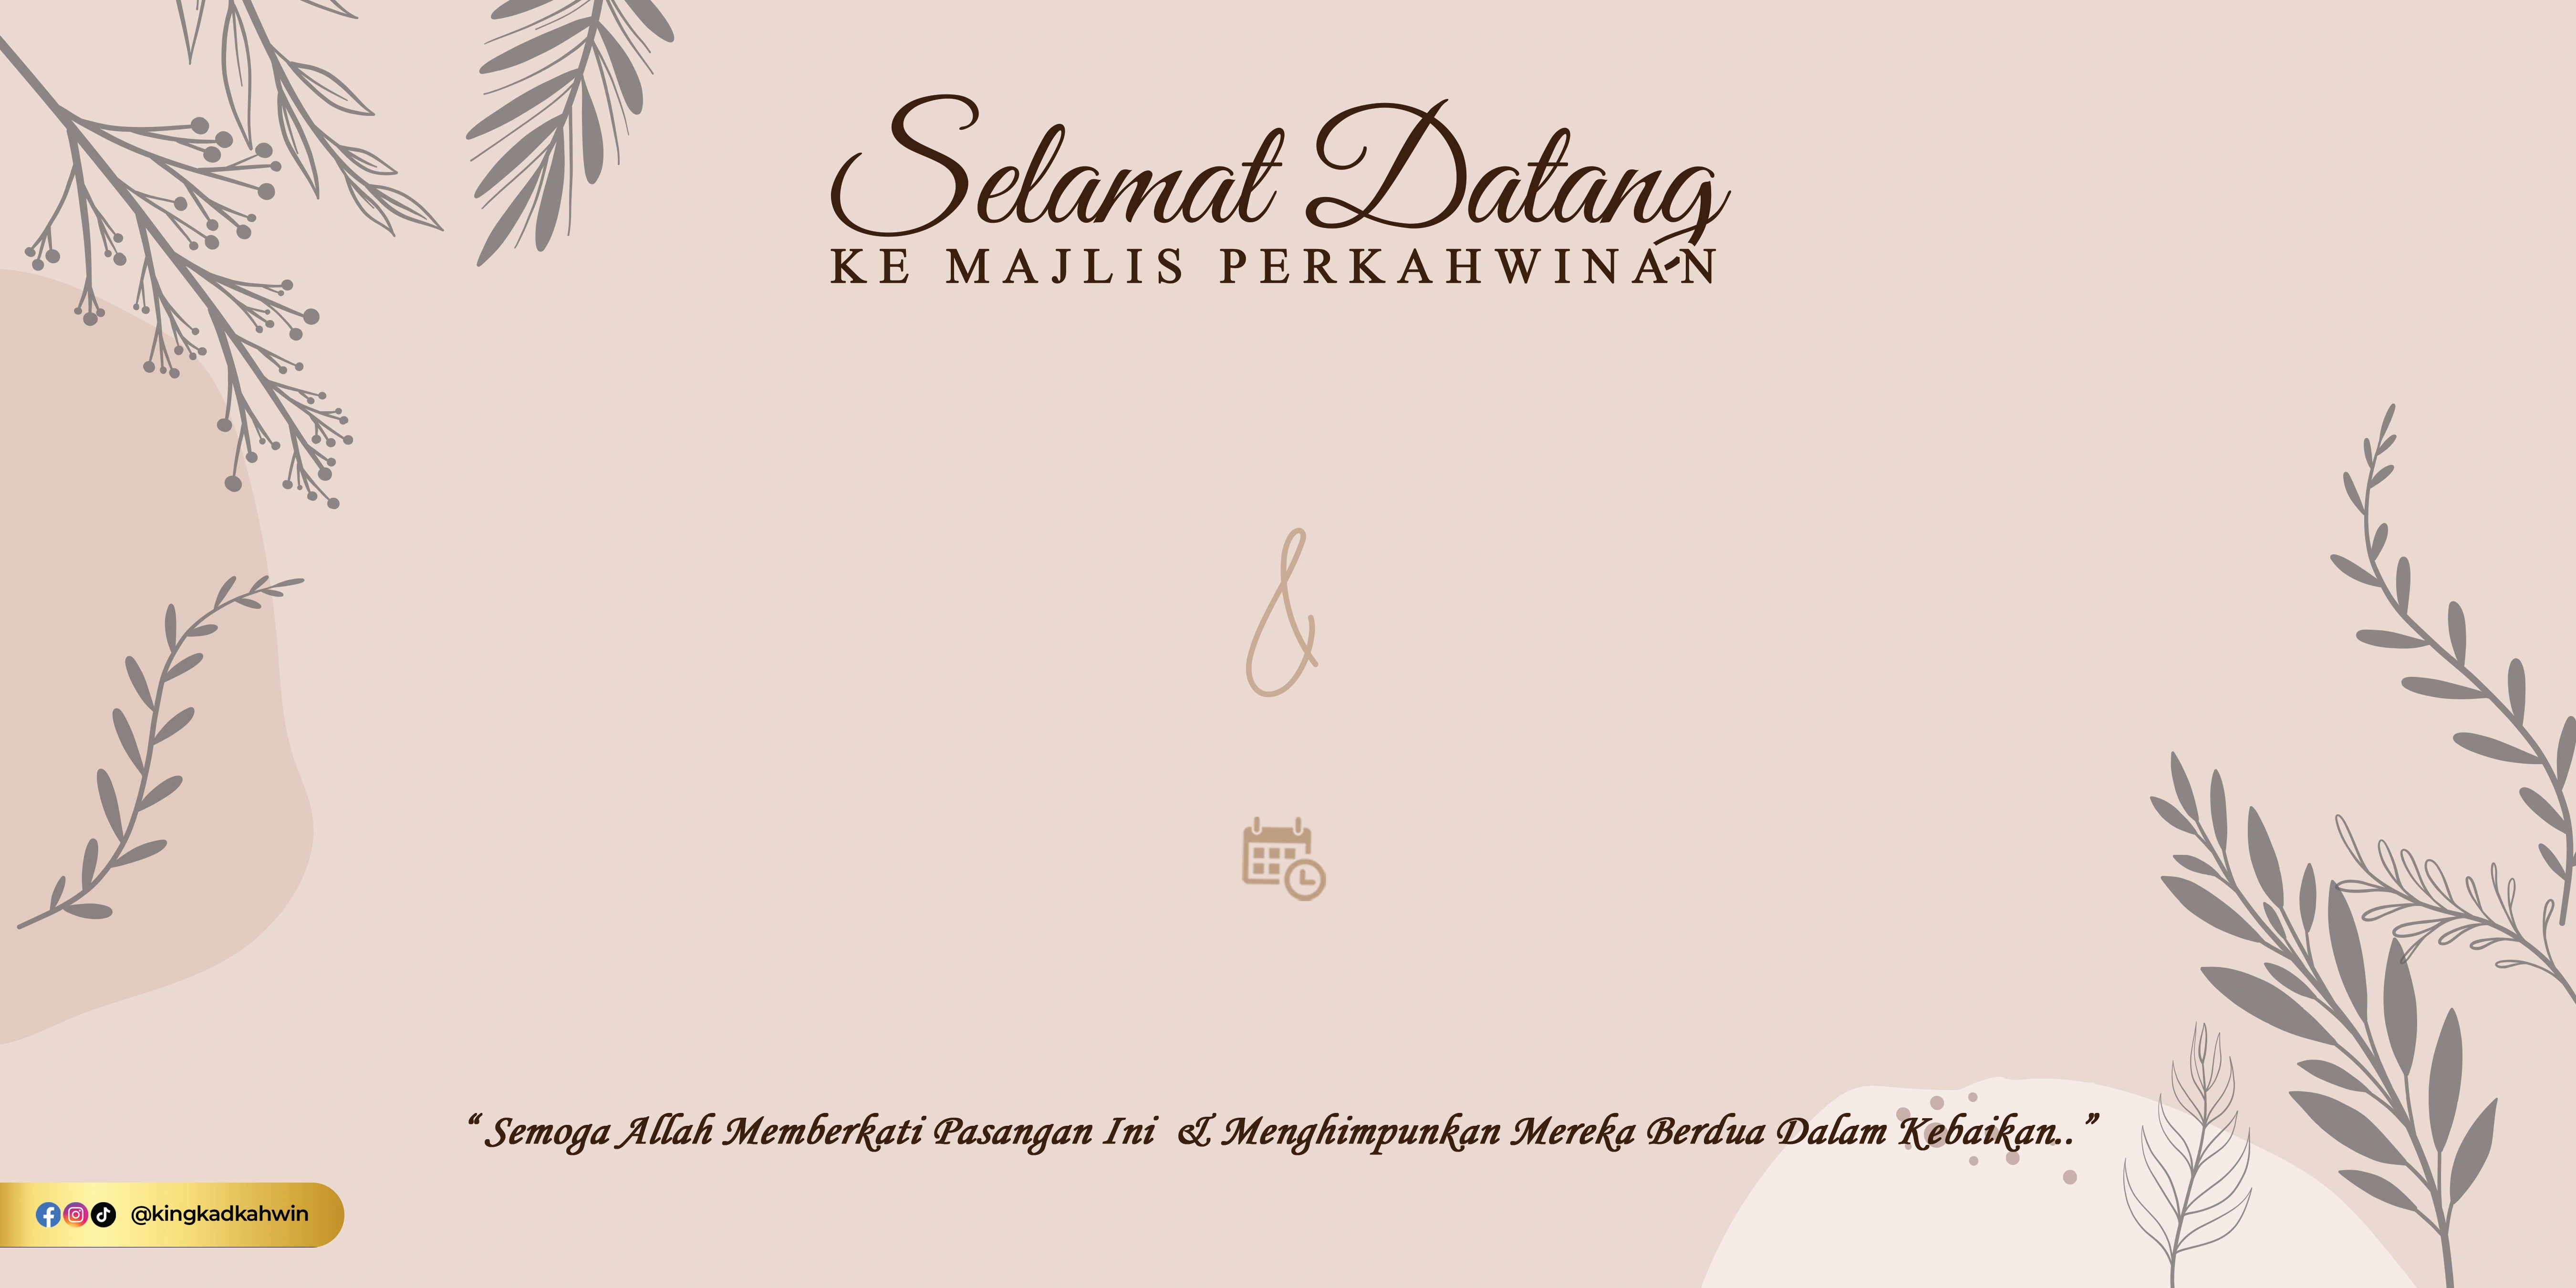 Selamat Datang
KE MAJLIS PERKAHWINAN
&
“ Semoga Allah Memberkati Pasangan Ini & Menghimpunkan Mereka Berdua Dalam Kebaikan.. ”
@kingkadkahwin